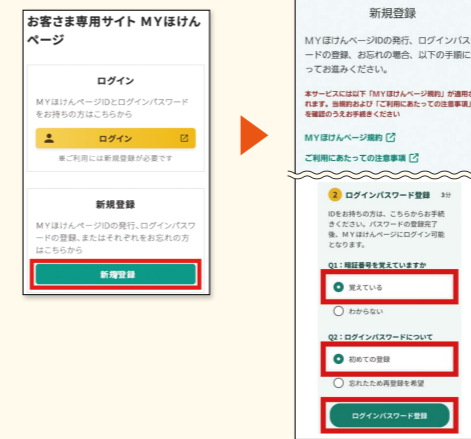 お客さま専用サイト MYほけん
ページ
ログイン
MYほけんページIDとログインパスワード
をお持ちの方はこちらから
ログイン
※ご利用には新規登録が必要です
新規登録
MYほけんページIDの発行、ログインパスワ
ードの登録、またはそれぞれをお忘れの方
はこちらから
新規登録
新規登録
MYほけんページIDの発行、ログインパス
ードの登録、お忘れの場合、以下の手順に
ってお進みください。
本サービスには以下「MYほけんページ規約」が適用さ
れます。当規約および「ご利用にあたっての注意事項」
を確認のうえお手続きください
MYほけんページ規約
ご利用にあたっての注意事項
2 ログインパスワード登録 3分
IDをお持ちの方は、こちらからお手続
きください。パスワードの登録完了
後、MYほけんページにログイン可能
となります。
Q1：暗証番号を覚えていますか
覚えている
わからない
Q2：ログインパスワードについて
初めての登録
忘れたため再登録を希望
ログインパスワード登録